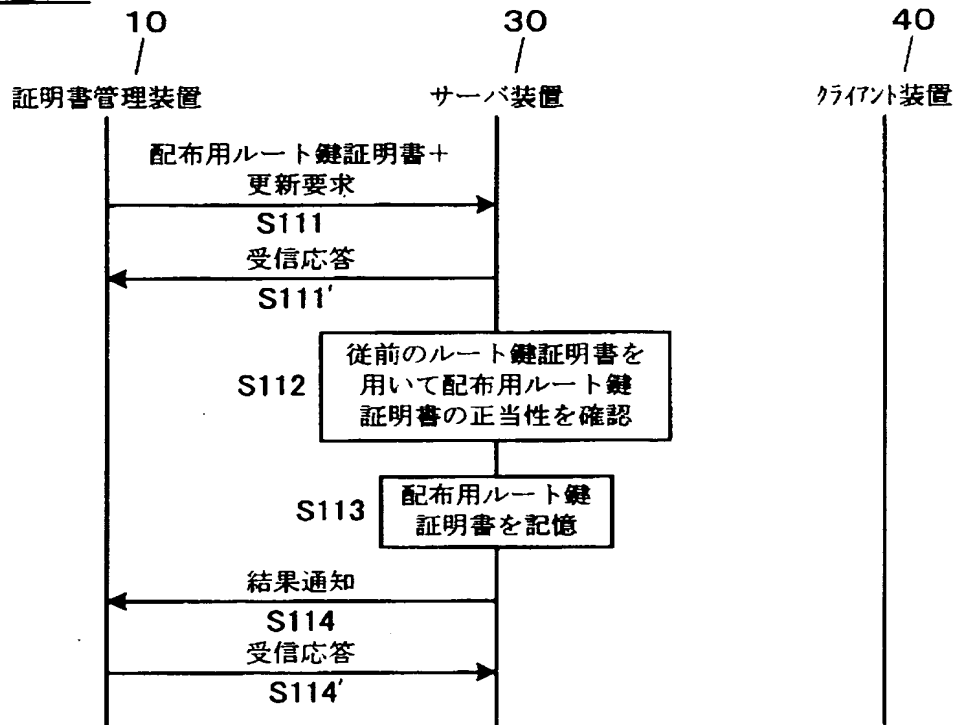 10
30
40
証明書管理装置
サーバ装置
クライアント装置
配布用ルート鍵証明書+
更新要求
S111
受信応答
S111'
S112
従前のルート鍵証明書を
用いて配布用ルート鍵
証明書の正当性を確認
S113
配布用ルート鍵
証明書を記憶
結果通知
S114
受信応答
S114'